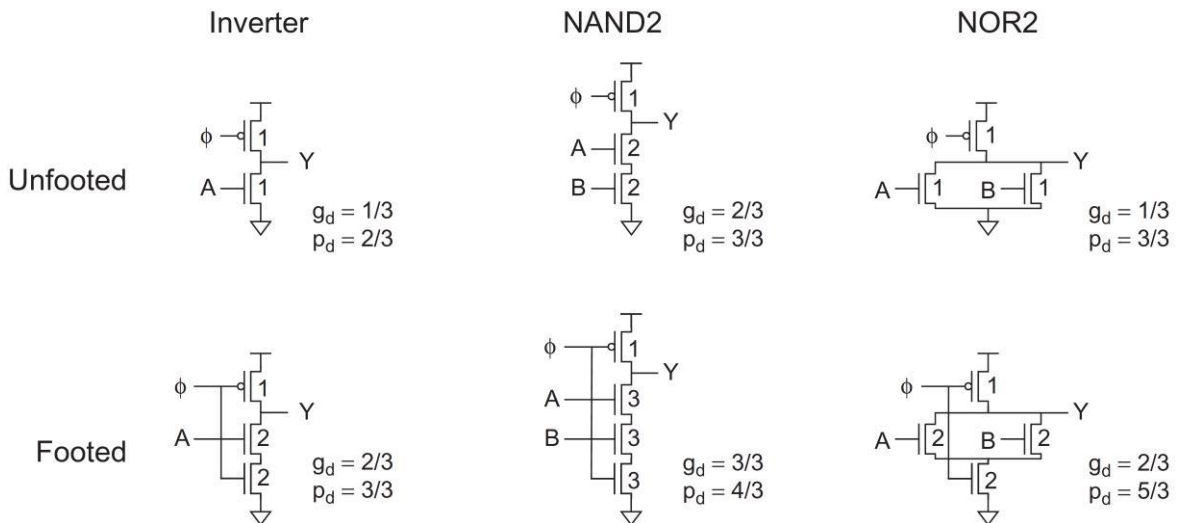 Inverter NAND2 NOR2
Unfooted
ϕ 1
Y
A 1
g_d = 1/3
p_d = 2/3
ϕ 1
Y
A 2
B 2
g_d = 2/3
p_d = 3/3
ϕ 1
Y
A 1 B 1
g_d = 1/3
p_d = 3/3
Footed
ϕ 1
Y
A 2
2
g_d = 2/3
p_d = 3/3
ϕ 1
Y
A 3
B 3
3
g_d = 3/3
p_d = 4/3
ϕ 1
Y
A 2 B 2
2
g_d = 2/3
p_d = 5/3